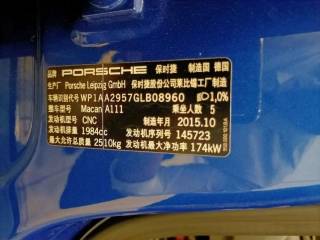 品牌 PORSCHE 保时捷 制造国 德国
生产厂 Porsche Leipzig GmbH 保时捷股份公司莱比锡工厂制造
车辆识别代号 WP1AA2957GLB08960 1,0%
整车型号 Macan A111 乘坐人数 5
发动机型号 CNC 制造年月 2015.10
发动机排量 1984cc 发动机序列号 145723
最大允许总质量 2510kg 发动机最大净功率 174kW